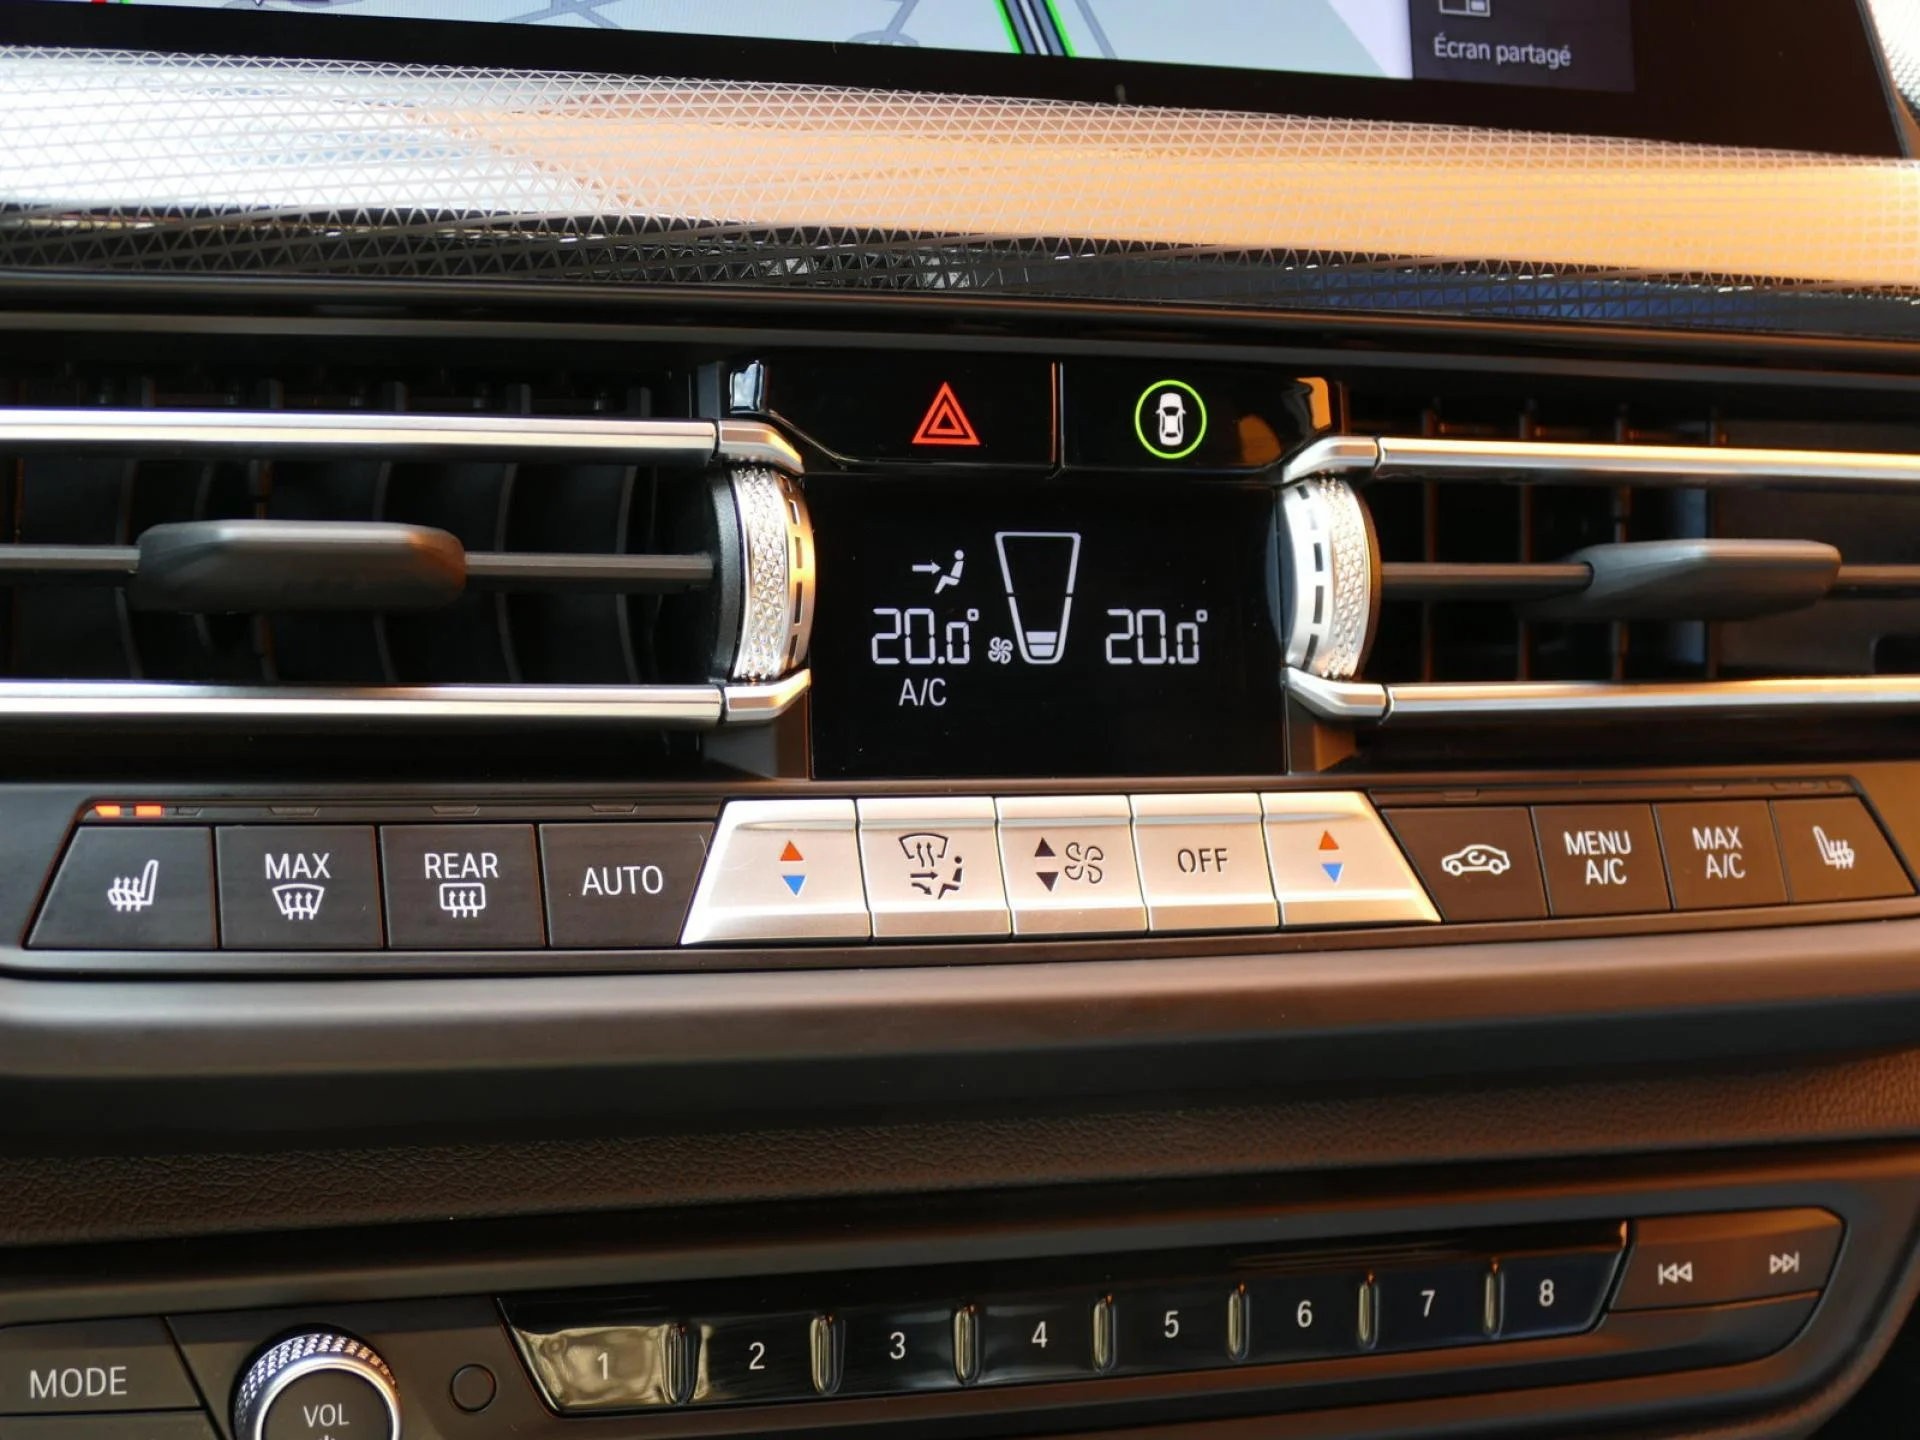 Écran partagé
20.0°
20.0°
A/C
MAX
REAR
AUTO
OFF
MENU
A/C
MAX
A/C
MODE
VOL
1
2
3
4
5
6
7
8